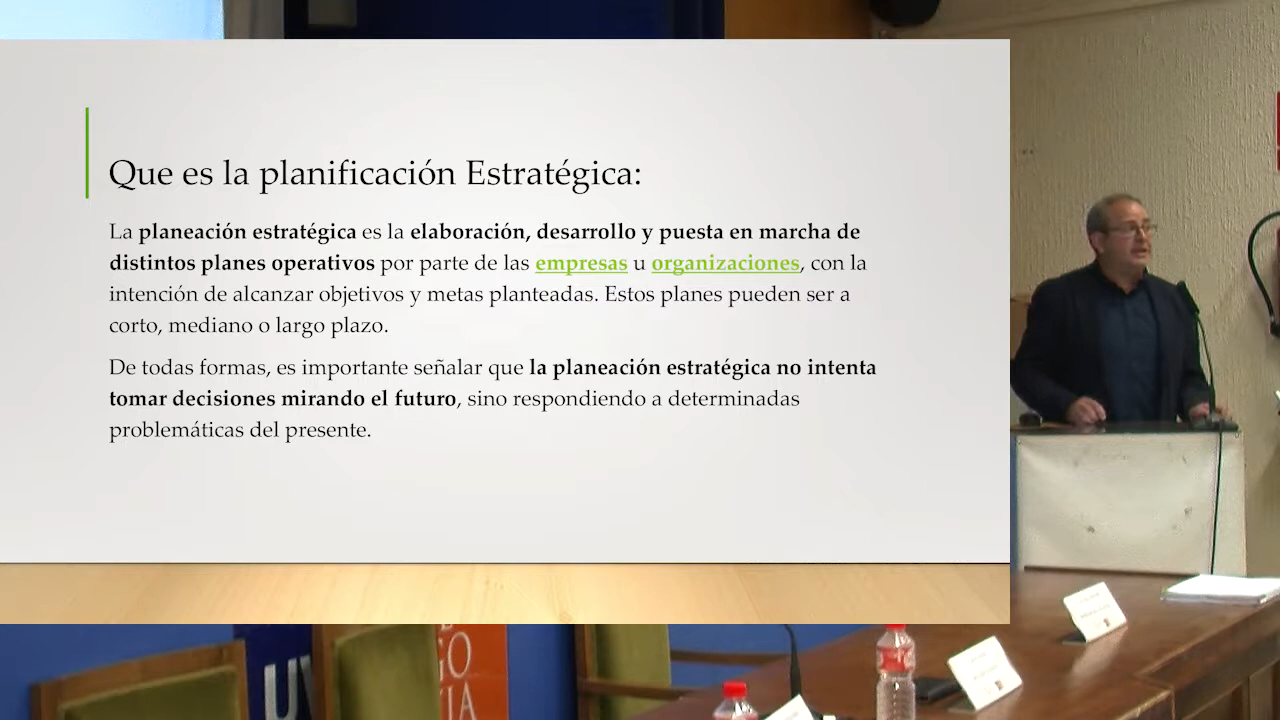 Que es la planificación Estratégica:
La planeación estratégica es la elaboración, desarrollo y puesta en marcha de
distintos planes operativos por parte de las empresas u organizaciones, con la
intención de alcanzar objetivos y metas planteadas. Estos planes pueden ser a
corto, mediano o largo plazo.
De todas formas, es importante señalar que la planeación estratégica no intenta
tomar decisiones mirando el futuro, sino respondiendo a determinadas
problemáticas del presente.